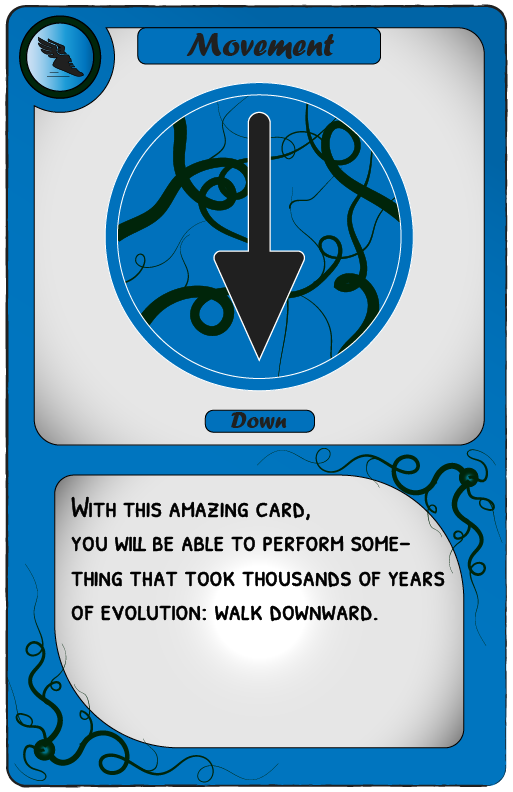 Movement
Down
With this amazing card,
you will be able to perform some-
thing that took thousands of years
of evolution: walk downward.